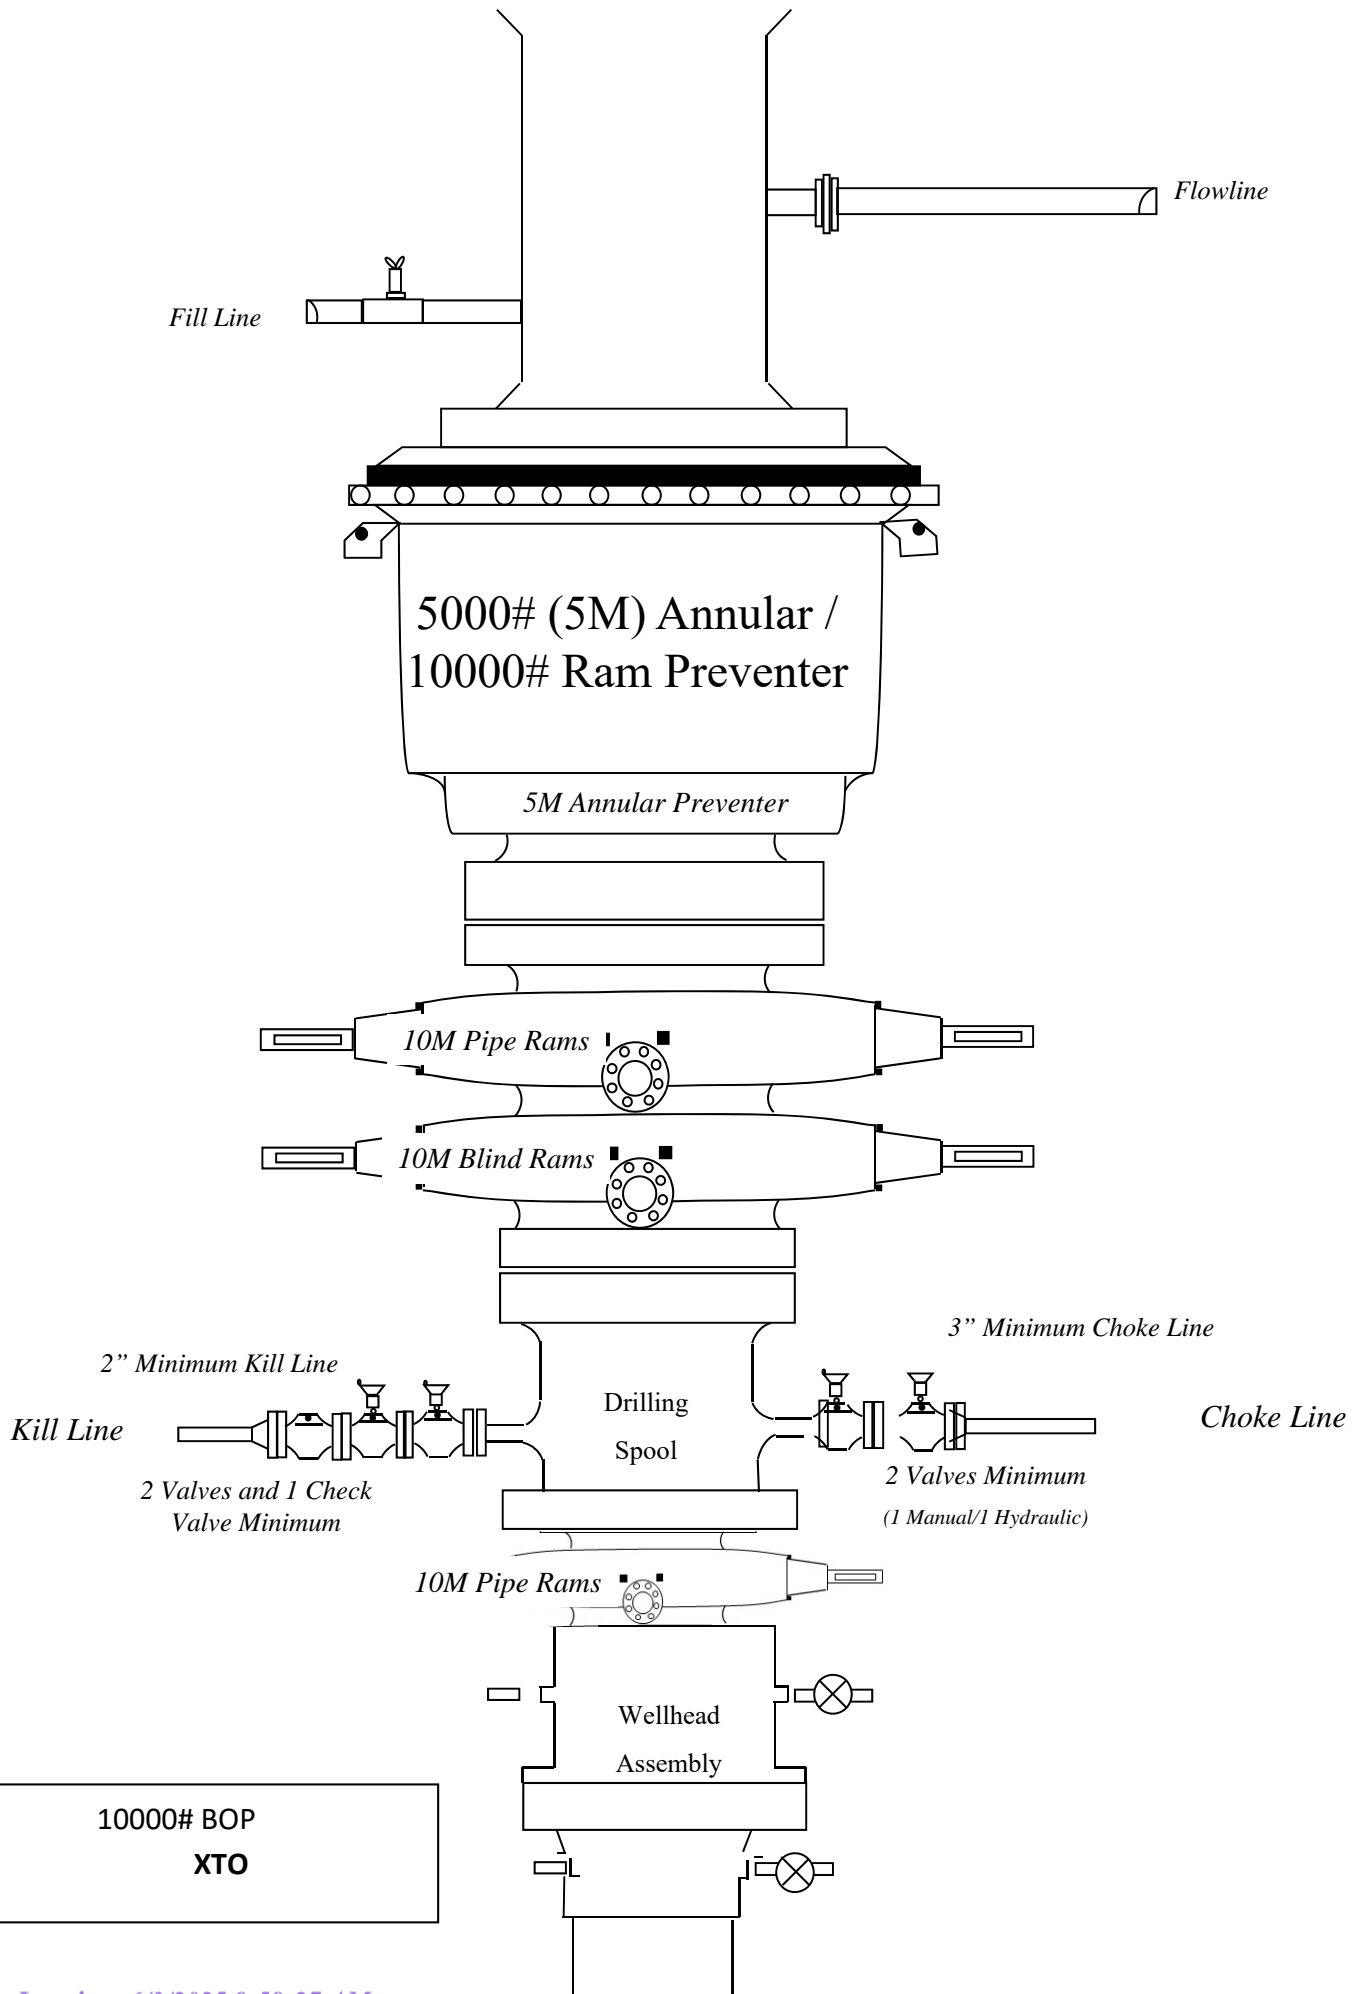 Flowline
Fill Line
5000# (5M) Annular /
10000# Ram Preventer
5M Annular Preventer
10M Pipe Rams
10M Blind Rams
3” Minimum Choke Line
2” Minimum Kill Line
Drilling
Spool
Kill Line
Choke Line
2 Valves Minimum
(1 Manual/1 Hydraulic)
2 Valves and 1 Check
Valve Minimum
10M Pipe Rams
Wellhead
Assembly
10000# BOP
XTO